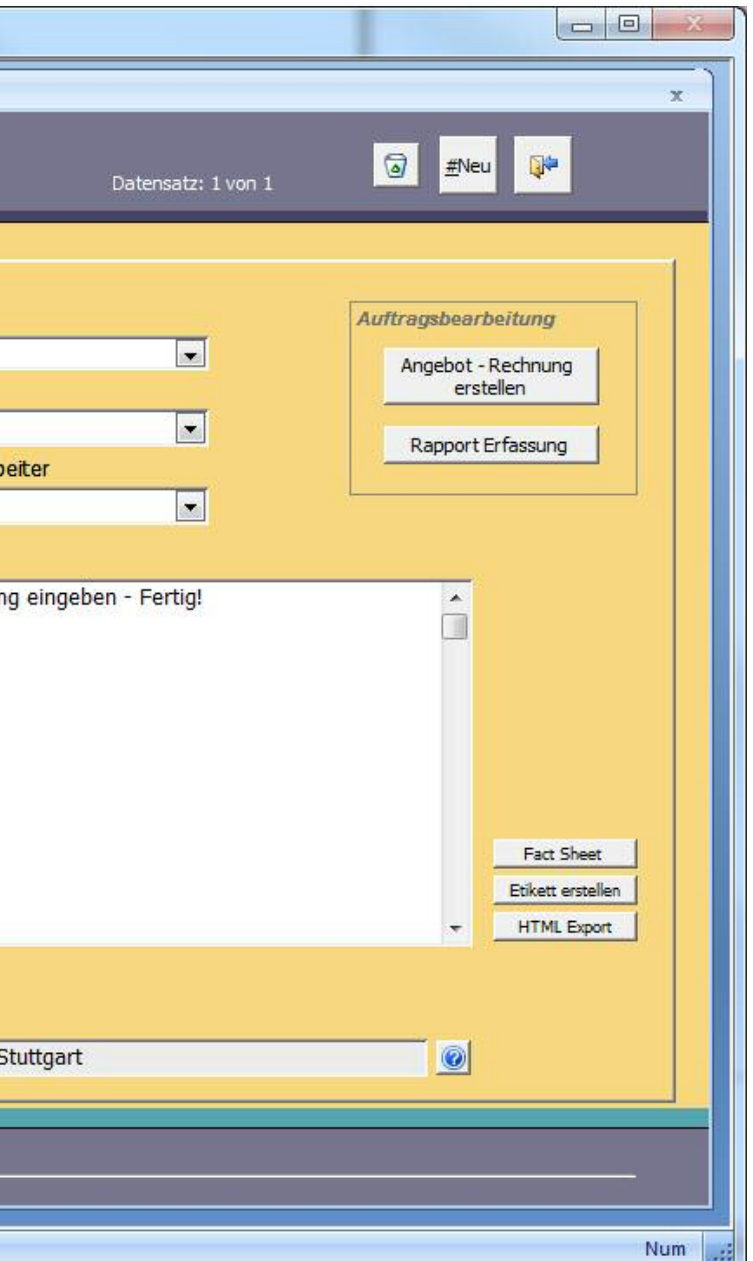 Datensatz: 1 von 1
#Neu
Auftragsbearbeitung
Angebot - Rechnung
erstellen
Rapport Erfassung
beiter
ng eingeben - Fertig!
Fact Sheet
Etikett erstellen
HTML Export
Stuttgart
Num